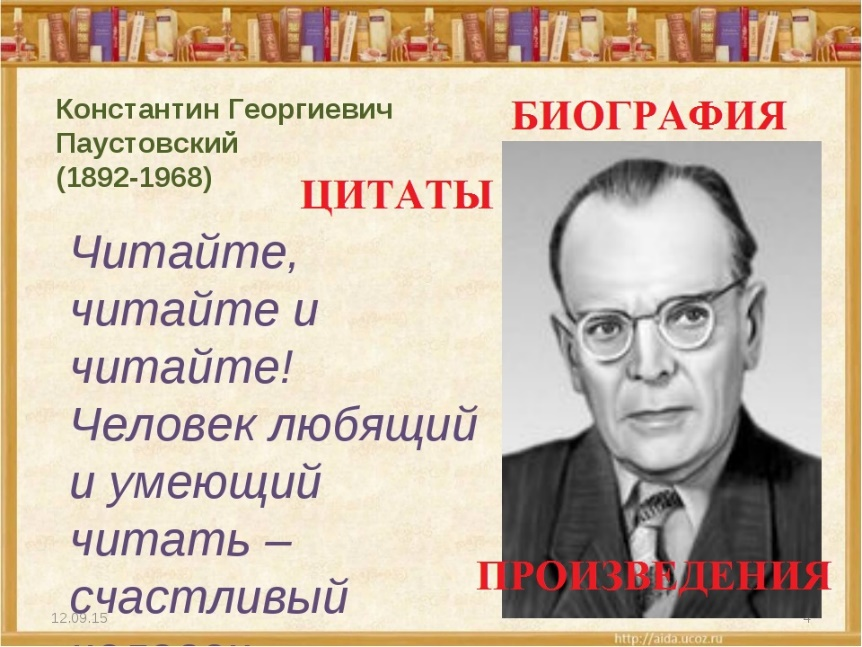 Константин Георгиевич
Паустовский
(1892-1968)
БИОГРАФИЯ
ЦИТАТЫ
Читайте,
читайте и
читайте!
Человек любящий
и умеющий
читать –
счастливый
ПРОИЗВЕДЕНИЯ
12.09.15
4
http://aida.ucoz.ru